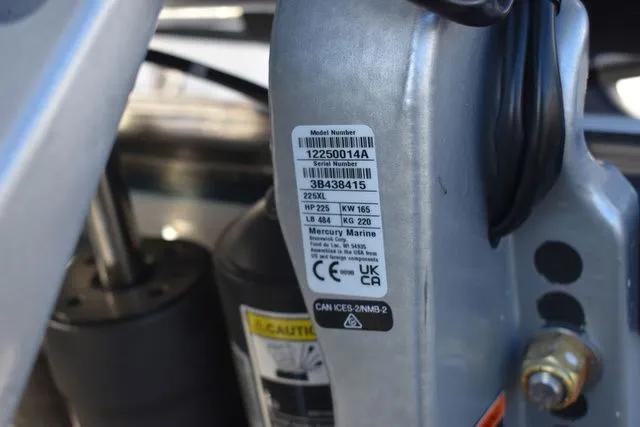 Model Number
12250014A
Serial Number
3B438415
225XL
HP 225 KW 165
LB 484 KG 220
Mercury Marine
Brunswick Corp.
Fond du Lac, WI 54935
Assembled in the USA from
US and foreign components
CE 0098 UK
CA
CAN ICES-2/NMB-2
CAUTION